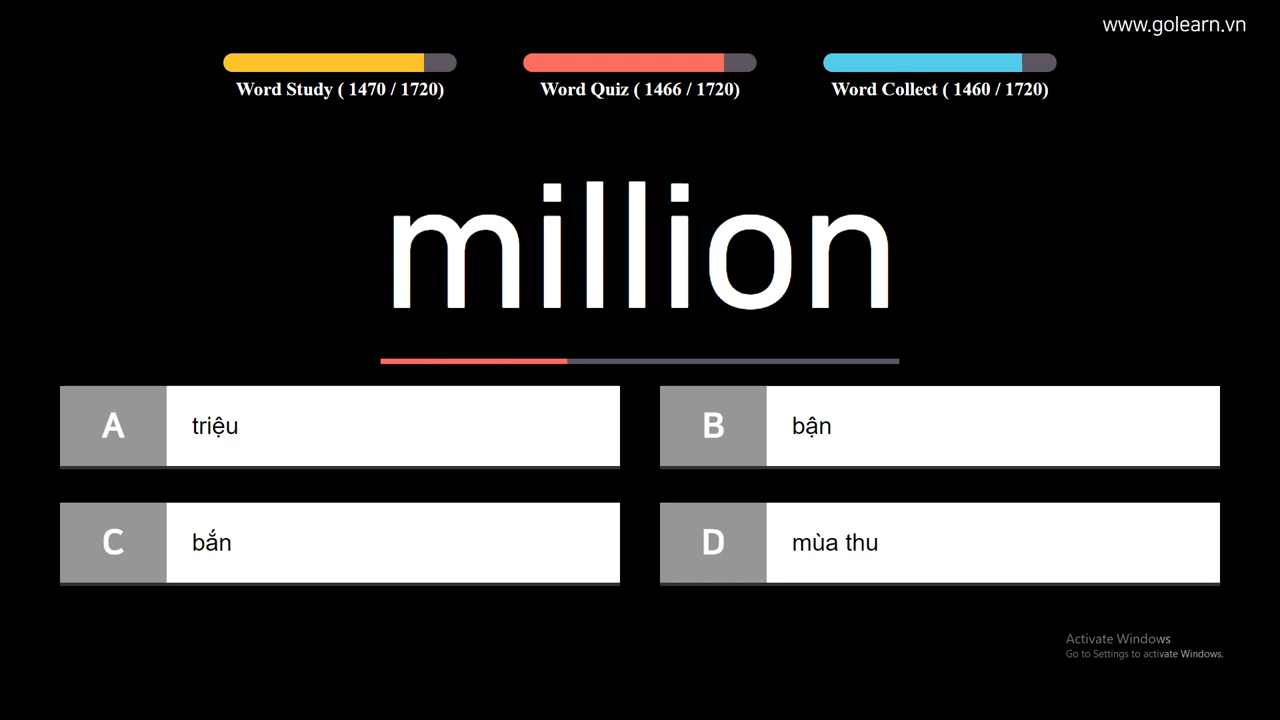 www.golearn.vn
Word Study ( 1470 / 1720)
Word Quiz ( 1466 / 1720)
Word Collect ( 1460 / 1720)
million
A triệu
B bận
C bắn
D mùa thu
Activate Windows
Go to Settings to activate Windows.